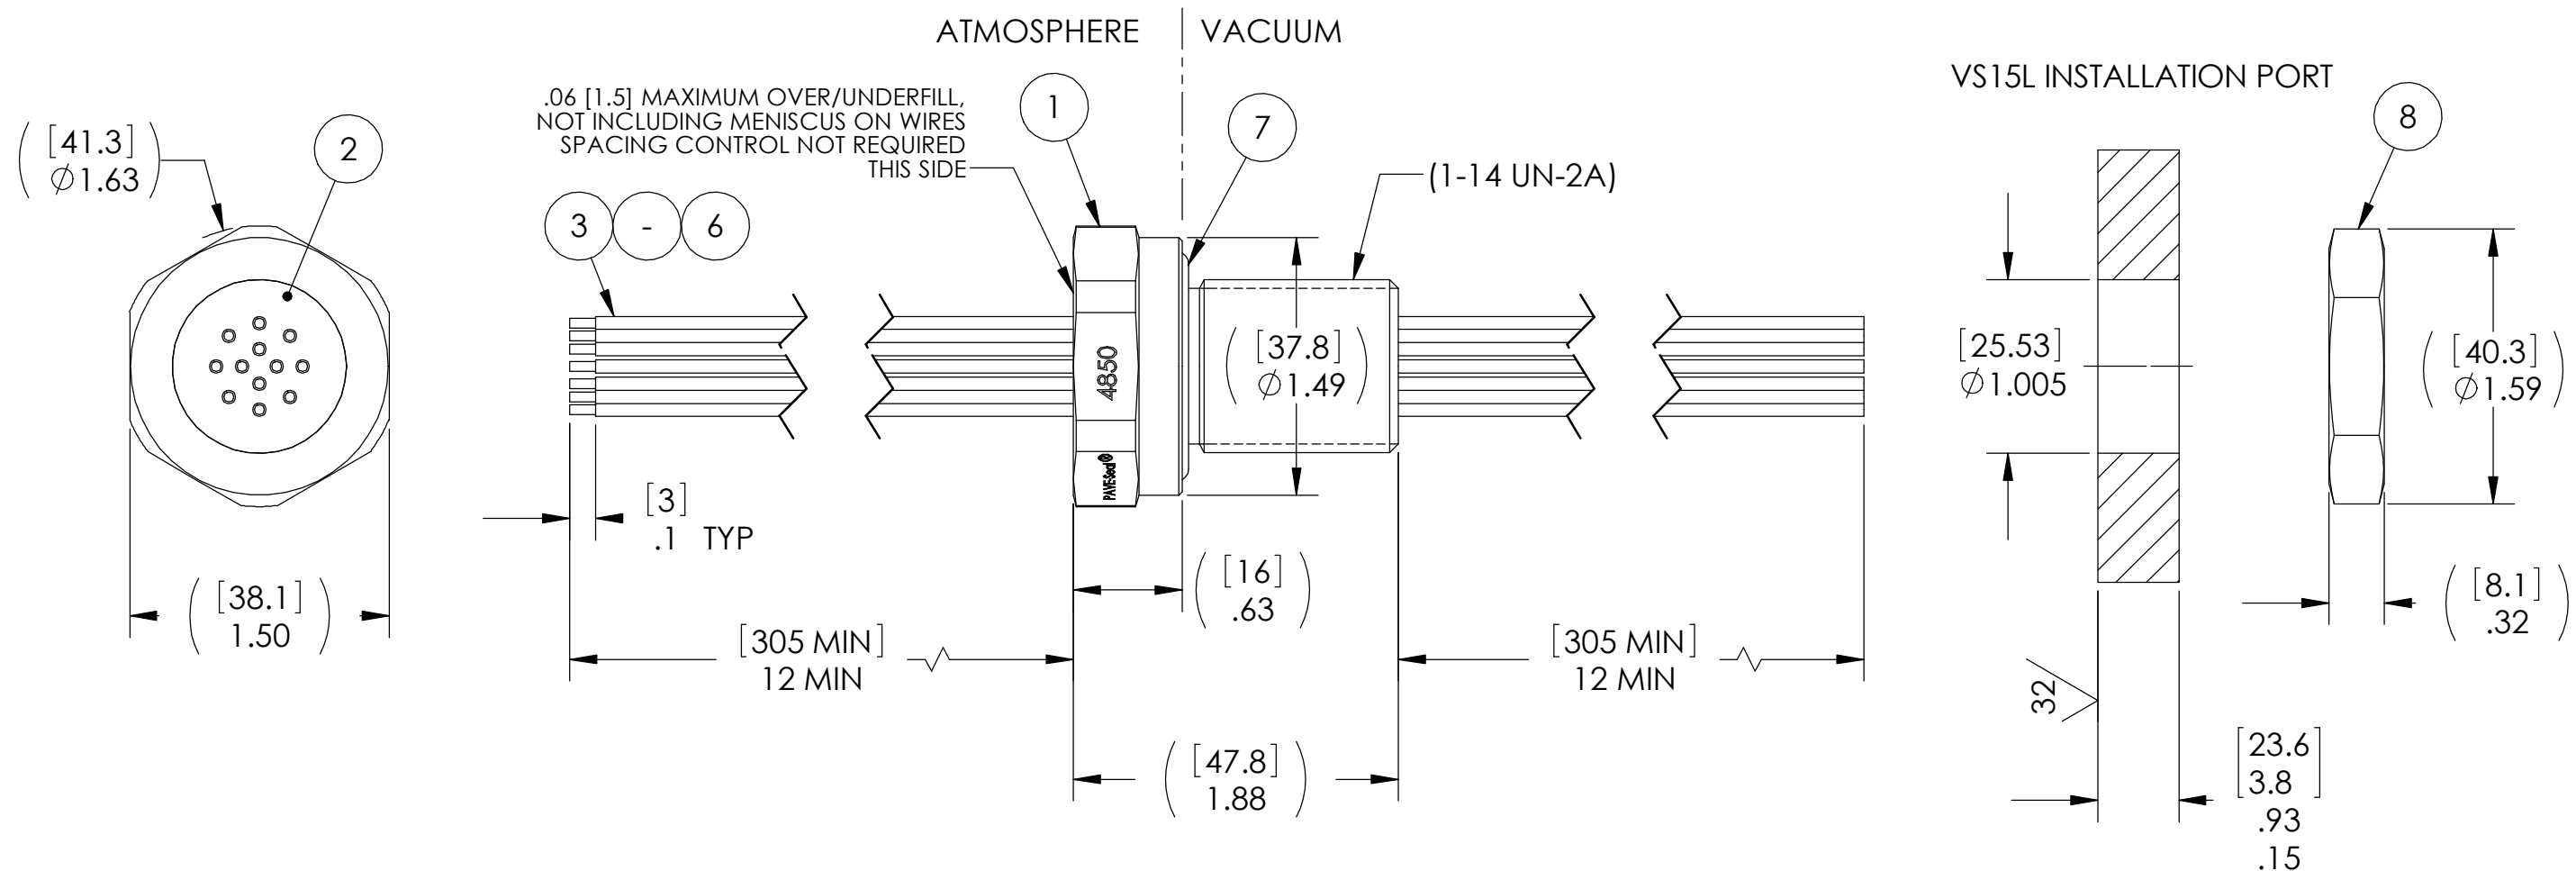 ATMOSPHERE VACUUM
VS15L INSTALLATION PORT
.06 [1.5] MAXIMUM OVER/UNDERFILL,
NOT INCLUDING MENISCUS ON WIRES
SPACING CONTROL NOT REQUIRED
THIS SIDE
1
7
8
([41.3]
∅1.63)
2
(1-14 UN-2A)
3 - 6
4850
PAVE-Seal®
([37.8]
∅1.49)
[25.53]
∅1.005
([40.3]
∅1.59)
[3]
.1 TYP
([38.1]
1.50)
([16]
.63)
([8.1]
.32)
[305 MIN]
12 MIN
[305 MIN]
12 MIN
32
([47.8]
1.88)
[23.6
3.8]
.93
.15